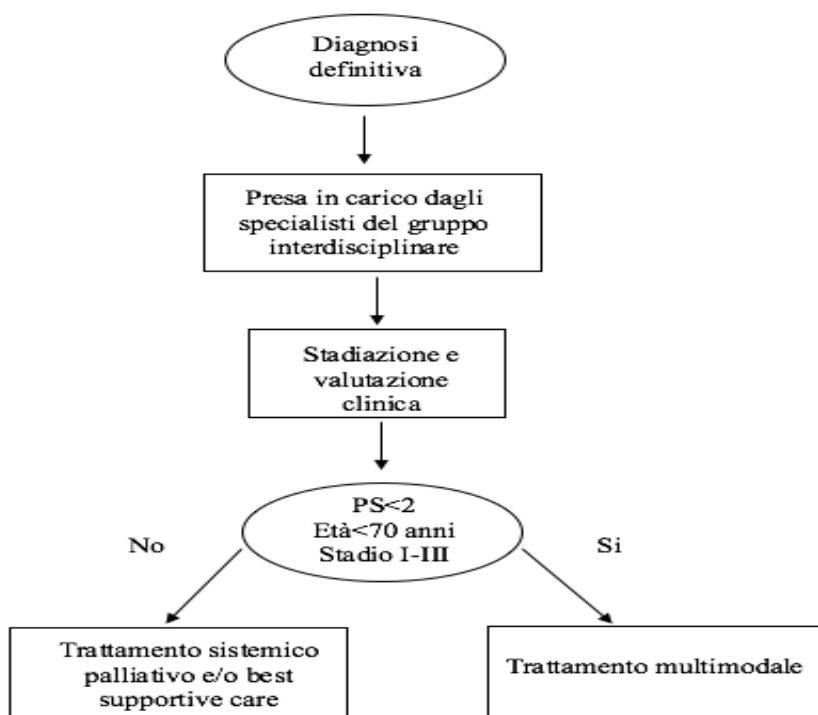 Diagnosi
definitiva
Presa in carico dagli
specialisti del gruppo
interdisciplinare
Stadiazione e
valutazione
clinica
PS<2
Età<70 anni
Stadio I-III
No
Si
Trattamento sistemico
palliativo e/o best
supportive care
Trattamento multimodale